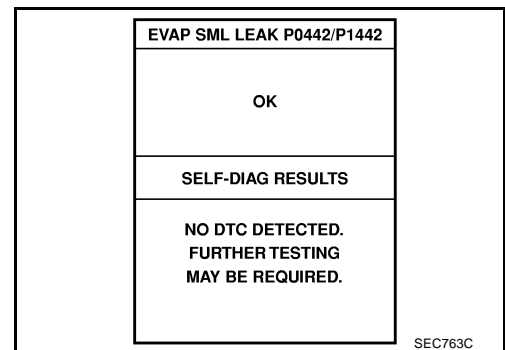 EVAP SML LEAK P0442/P1442
OK
SELF-DIAG RESULTS
NO DTC DETECTED.
FURTHER TESTING
MAY BE REQUIRED.
SEC763C